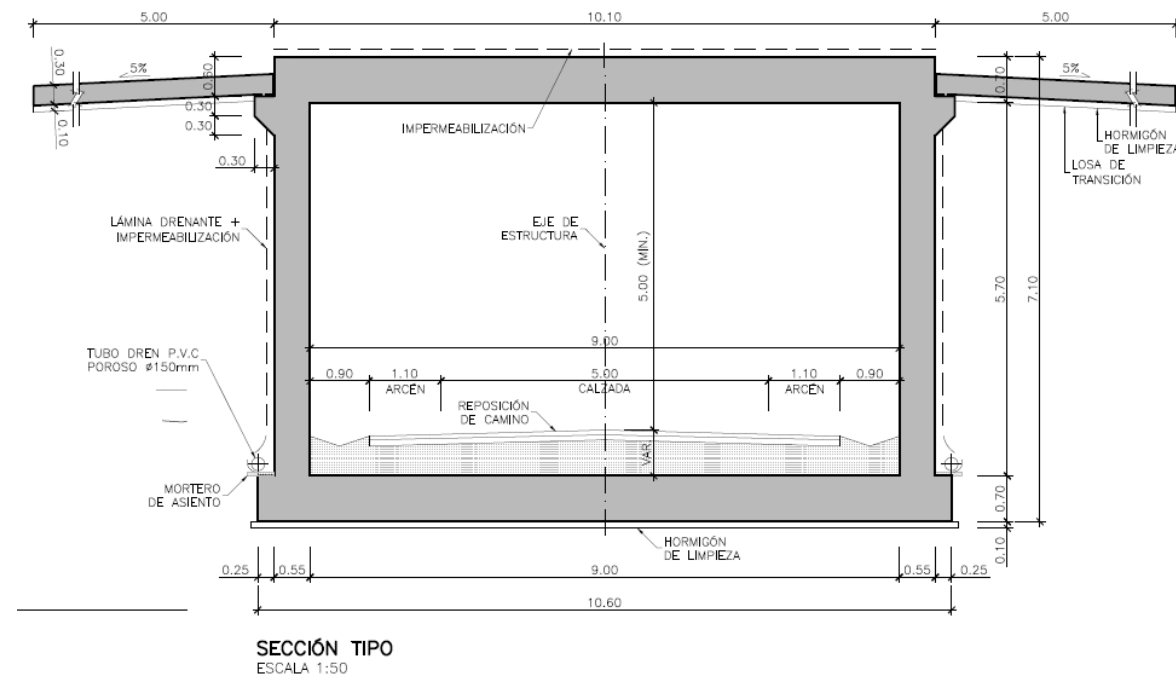 5.00
10.10
5.00
5%
5%
0.30
0.10
0.60
0.30
0.30
0.30
0.70
IMPERMEABILIZACIÓN
HORMIGÓN
DE LIMPIEZA
LOSA DE
TRANSICIÓN
LÁMINA DRENANTE +
IMPERMEABILIZACIÓN
EJE DE
ESTRUCTURA
5.00 (MIN.)
5.70
7.10
9.00
TUBO DREN P.V.C
POROSO ø150mm
0.90
1.10
5.00
1.10
0.90
ARCÉN
CALZADA
ARCÉN
REPOSICIÓN
DE CAMINO
VAR.
MORTERO
DE ASIENTO
0.70
0.10
HORMIGÓN
DE LIMPIEZA
0.25
0.55
9.00
0.55
0.25
10.60
SECCIÓN TIPO
ESCALA 1:50